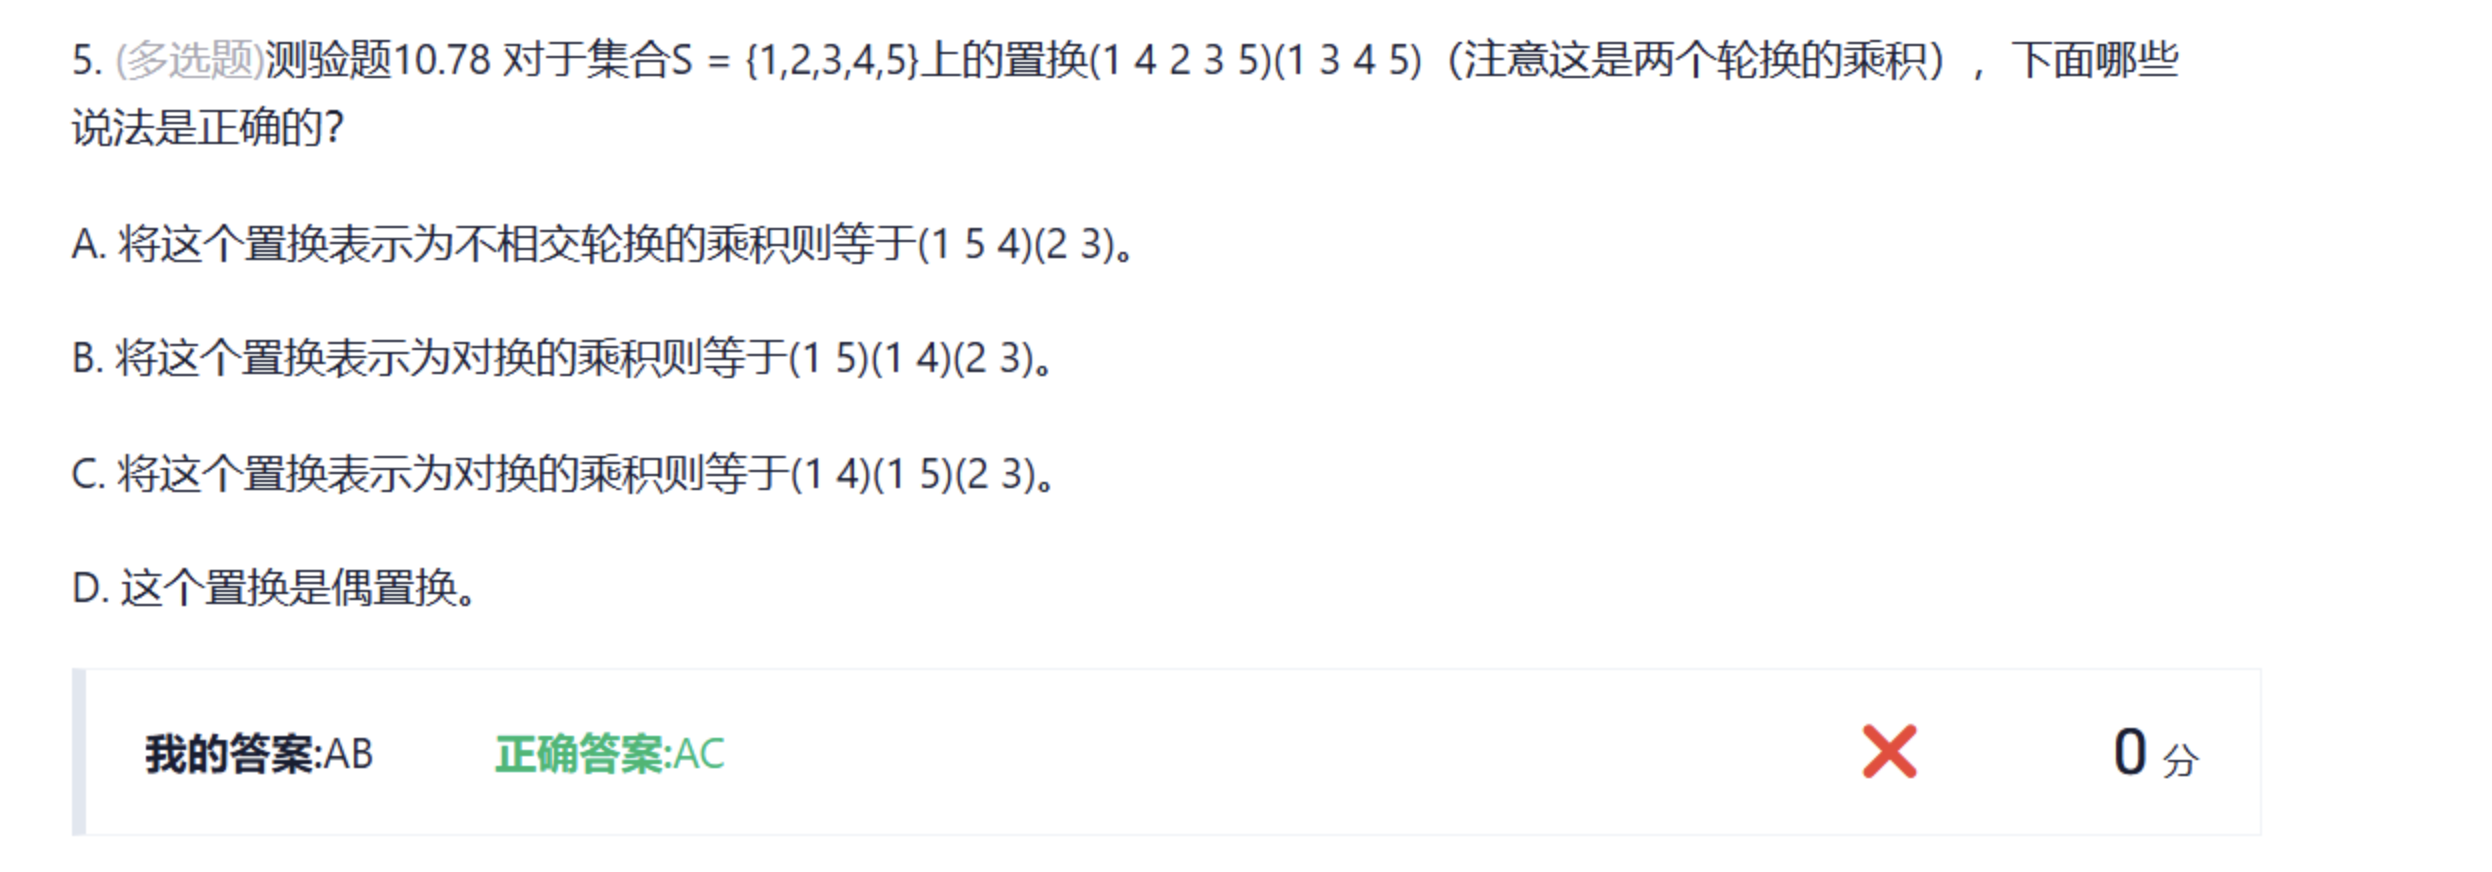 5. (多选题)测验题10.78 对于集合S = {1,2,3,4,5}上的置换(1 4 2 3 5)(1 3 4 5)（注意这是两个轮换的乘积），下面哪些
说法是正确的？
A. 将这个置换表示为不相交轮换的乘积则等于(1 5 4)(2 3)。
B. 将这个置换表示为对换的乘积则等于(1 5)(1 4)(2 3)。
C. 将这个置换表示为对换的乘积则等于(1 4)(1 5)(2 3)。
D. 这个置换是偶置换。
我的答案:AB 正确答案:AC 0 分